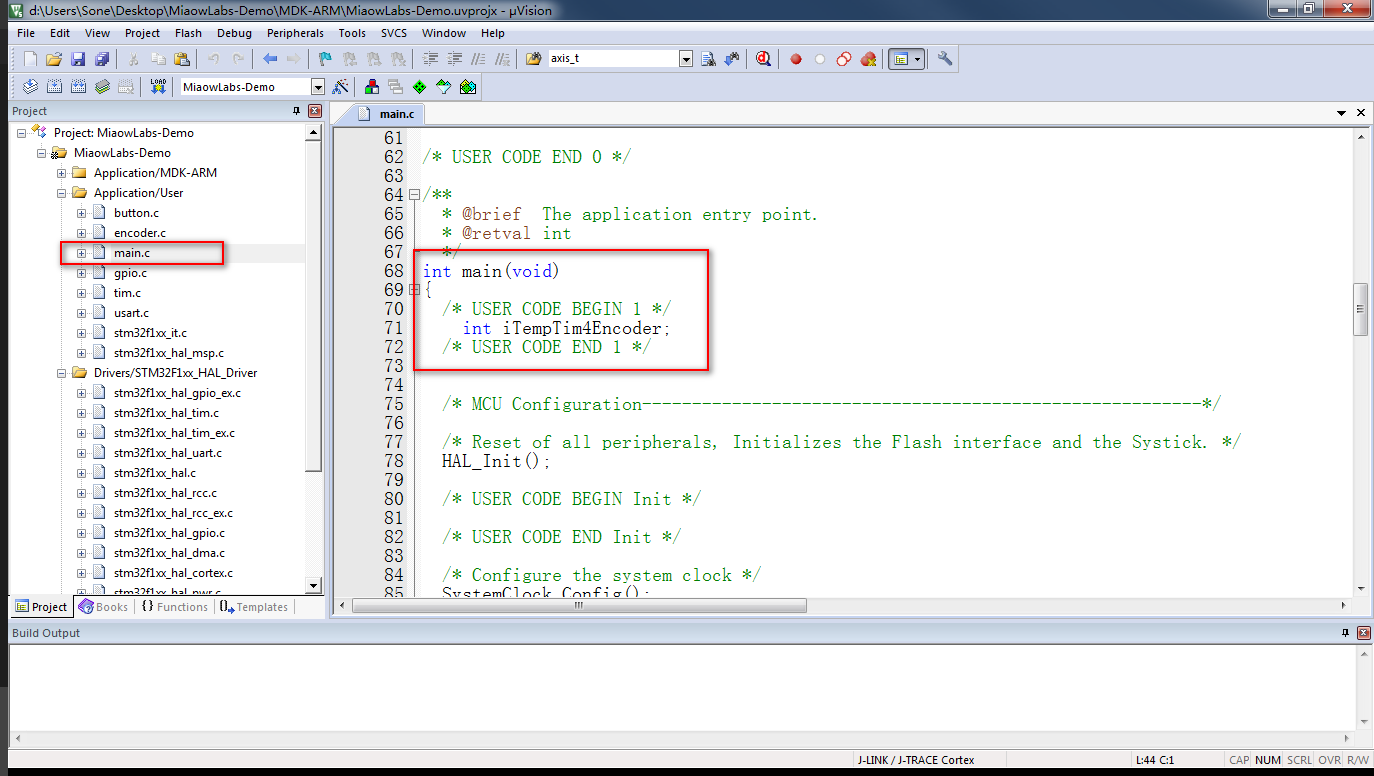 d:\Users\Sone\Desktop\MiaowLabs-Demo\MDK-ARM\MiaowLabs-Demo.uvprojx - µVision
File Edit View Project Flash Debug Peripherals Tools SVCS Window Help
axis_t
LOAD MiaowLabs-Demo
Project
Project: MiaowLabs-Demo
MiaowLabs-Demo
Application/MDK-ARM
Application/User
button.c
encoder.c
main.c
gpio.c
tim.c
usart.c
stm32f1xx_it.c
stm32f1xx_hal_msp.c
Drivers/STM32F1xx_HAL_Driver
stm32f1xx_hal_gpio_ex.c
stm32f1xx_hal_tim.c
stm32f1xx_hal_tim_ex.c
stm32f1xx_hal_uart.c
stm32f1xx_hal.c
stm32f1xx_hal_rcc.c
stm32f1xx_hal_rcc_ex.c
stm32f1xx_hal_gpio.c
stm32f1xx_hal_dma.c
stm32f1xx_hal_cortex.c
stm32f1xx_hal_pwr.c
Project Books {} Functions Templates
main.c
61
62 /* USER CODE END 0 */
63
64 /**
65 * @brief The application entry point.
66 * @retval int
67 */
68 int main(void)
69 {
70 /* USER CODE BEGIN 1 */
71 int iTempTim4Encoder;
72 /* USER CODE END 1 */
73
74
75 /* MCU Configuration--------------------------------------------------------*/
76
77 /* Reset of all peripherals, Initializes the Flash interface and the Systick. */
78 HAL_Init();
79
80 /* USER CODE BEGIN Init */
81
82 /* USER CODE END Init */
83
84 /* Configure the system clock */
85 SystemClock_Config();
Build Output
J-LINK / J-TRACE Cortex L:44 C:1 CAP NUM SCRL OVR R/W